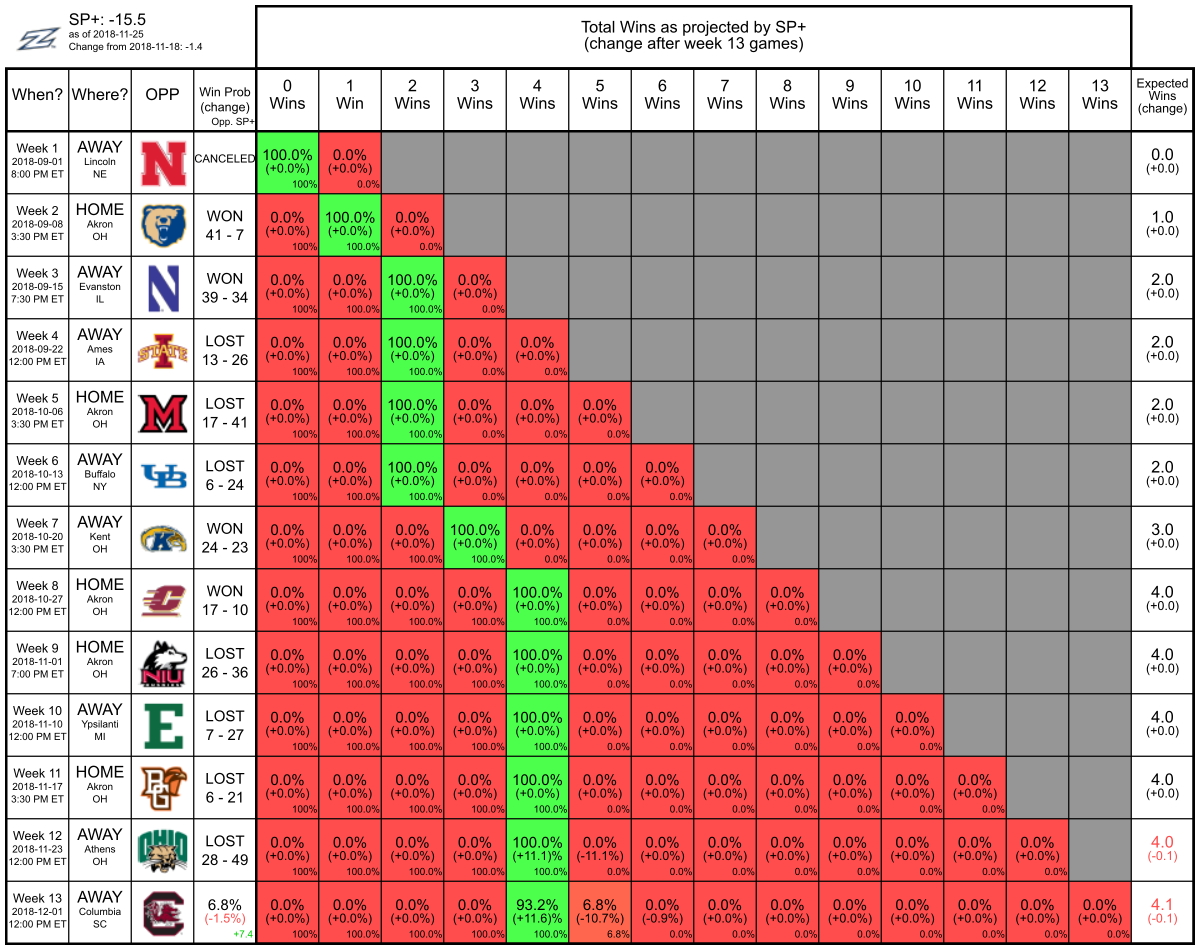 SP+: -15.5
as of 2018-11-25
Change from 2018-11-18: -1.4
Total Wins as projected by SP+
(change after week 13 games)
When? Where? OPP Win Prob (change) Opp. SP+ 0 Wins 1 Win 2 Wins 3 Wins 4 Wins 5 Wins 6 Wins 7 Wins 8 Wins 9 Wins 10 Wins 11 Wins 12 Wins 13 Wins Expected Wins (change)
Week 1 AWAY N CANCELED 100.0% 0.0% 0.0
2018-09-01 Lincoln (+0.0%) (+0.0%) (+0.0)
8:00 PM ET NE 100% 0.0%
Week 2 HOME WON 0.0% 100.0% 0.0% 1.0
2018-09-08 Akron 41 - 7 (+0.0%) (+0.0%) (+0.0%) (+0.0)
3:30 PM ET OH 100% 100.0% 0.0%
Week 3 AWAY N WON 0.0% 0.0% 100.0% 0.0% 2.0
2018-09-15 Evanston 39 - 34 (+0.0%) (+0.0%) (+0.0%) (+0.0%) (+0.0)
7:30 PM ET IL 100% 100.0% 100.0% 0.0%
Week 4 AWAY I STATE LOST 0.0% 0.0% 100.0% 0.0% 0.0% 2.0
2018-09-22 Ames 13 - 26 (+0.0%) (+0.0%) (+0.0%) (+0.0%) (+0.0%) (+0.0)
12:00 PM ET IA 100% 100.0% 100.0% 0.0% 0.0%
Week 5 HOME M LOST 0.0% 0.0% 100.0% 0.0% 0.0% 0.0% 2.0
2018-10-06 Akron 17 - 41 (+0.0%) (+0.0%) (+0.0%) (+0.0%) (+0.0%) (+0.0%) (+0.0)
3:30 PM ET OH 100% 100.0% 100.0% 0.0% 0.0% 0.0%
Week 6 AWAY UB LOST 0.0% 0.0% 100.0% 0.0% 0.0% 0.0% 0.0% 2.0
2018-10-13 Buffalo 6 - 24 (+0.0%) (+0.0%) (+0.0%) (+0.0%) (+0.0%) (+0.0%) (+0.0%) (+0.0)
12:00 PM ET NY 100% 100.0% 100.0% 0.0% 0.0% 0.0% 0.0%
Week 7 AWAY K WON 0.0% 0.0% 0.0% 100.0% 0.0% 0.0% 0.0% 0.0% 3.0
2018-10-20 Kent 24 - 23 (+0.0%) (+0.0%) (+0.0%) (+0.0%) (+0.0%) (+0.0%) (+0.0%) (+0.0%) (+0.0)
3:30 PM ET OH 100% 100.0% 100.0% 100.0% 0.0% 0.0% 0.0% 0.0%
Week 8 HOME C WON 0.0% 0.0% 0.0% 0.0% 100.0% 0.0% 0.0% 0.0% 0.0% 4.0
2018-10-27 Akron 17 - 10 (+0.0%) (+0.0%) (+0.0%) (+0.0%) (+0.0%) (+0.0%) (+0.0%) (+0.0%) (+0.0%) (+0.0)
12:00 PM ET OH 100% 100.0% 100.0% 100.0% 100.0% 0.0% 0.0% 0.0% 0.0%
Week 9 HOME NIU LOST 0.0% 0.0% 0.0% 0.0% 100.0% 0.0% 0.0% 0.0% 0.0% 0.0% 4.0
2018-11-01 Akron 26 - 36 (+0.0%) (+0.0%) (+0.0%) (+0.0%) (+0.0%) (+0.0%) (+0.0%) (+0.0%) (+0.0%) (+0.0%) (+0.0)
7:00 PM ET OH 100% 100.0% 100.0% 100.0% 100.0% 0.0% 0.0% 0.0% 0.0% 0.0%
Week 10 AWAY E LOST 0.0% 0.0% 0.0% 0.0% 100.0% 0.0% 0.0% 0.0% 0.0% 0.0% 0.0% 4.0
2018-11-10 Ypsilanti 7 - 27 (+0.0%) (+0.0%) (+0.0%) (+0.0%) (+0.0%) (+0.0%) (+0.0%) (+0.0%) (+0.0%) (+0.0%) (+0.0%) (+0.0)
12:00 PM ET MI 100% 100.0% 100.0% 100.0% 100.0% 0.0% 0.0% 0.0% 0.0% 0.0% 0.0%
Week 11 HOME BG LOST 0.0% 0.0% 0.0% 0.0% 100.0% 0.0% 0.0% 0.0% 0.0% 0.0% 0.0% 0.0% 4.0
2018-11-17 Akron 6 - 21 (+0.0%) (+0.0%) (+0.0%) (+0.0%) (+0.0%) (+0.0%) (+0.0%) (+0.0%) (+0.0%) (+0.0%) (+0.0%) (+0.0%) (+0.0)
3:30 PM ET OH 100% 100.0% 100.0% 100.0% 100.0% 0.0% 0.0% 0.0% 0.0% 0.0% 0.0% 0.0%
Week 12 AWAY OHIO LOST 0.0% 0.0% 0.0% 0.0% 100.0% 0.0% 0.0% 0.0% 0.0% 0.0% 0.0% 0.0% 0.0% 4.0
2018-11-23 Athens 28 - 49 (+0.0%) (+0.0%) (+0.0%) (+0.0%) (+11.1)% (-11.1%) (+0.0%) (+0.0%) (+0.0%) (+0.0%) (+0.0%) (+0.0%) (+0.0%) (-0.1)
12:00 PM ET OH 100% 100.0% 100.0% 100.0% 100.0% 0.0% 0.0% 0.0% 0.0% 0.0% 0.0% 0.0% 0.0%
Week 13 AWAY C 6.8% 0.0% 0.0% 0.0% 0.0% 93.2% 6.8% 0.0% 0.0% 0.0% 0.0% 0.0% 0.0% 0.0% 0.0% 4.1
2018-12-01 Columbia (-1.5%) (+0.0%) (+0.0%) (+0.0%) (+0.0%) (+11.6)% (-10.7%) (-0.9%) (+0.0%) (+0.0%) (+0.0%) (+0.0%) (+0.0%) (+0.0%) (+0.0%) (-0.1)
12:00 PM ET SC +7.4 100% 100.0% 100.0% 100.0% 100.0% 6.8% 0.0% 0.0% 0.0% 0.0% 0.0% 0.0% 0.0% 0.0%